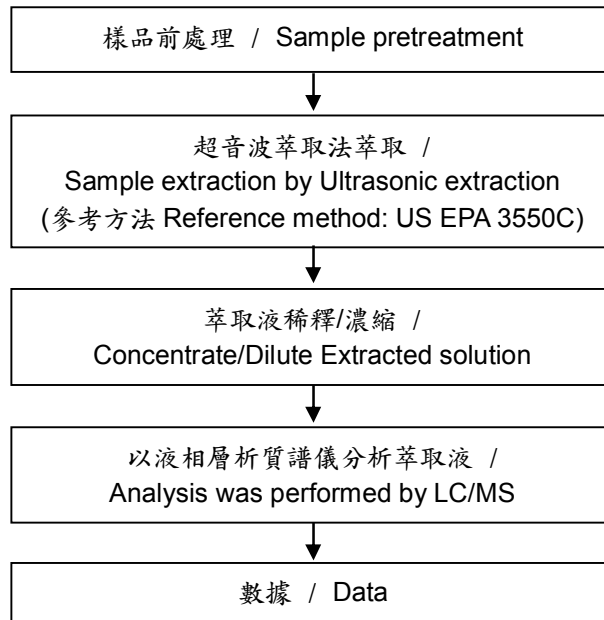 樣品前處理 / Sample pretreatment
超音波萃取法萃取 /
Sample extraction by Ultrasonic extraction
(參考方法 Reference method: US EPA 3550C)
萃取液稀釋/濃縮 /
Concentrate/Dilute Extracted solution
以液相層析質譜儀分析萃取液 /
Analysis was performed by LC/MS
數據 / Data